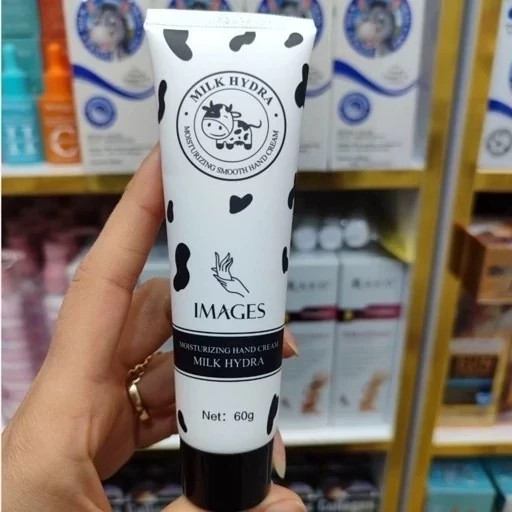 MILK HYDRA
MOISTURIZING SMOOTH HAND CREAM
IMAGES
MOISTURIZING HAND CREAM
MILK HYDRA
Net: 60g
H
C